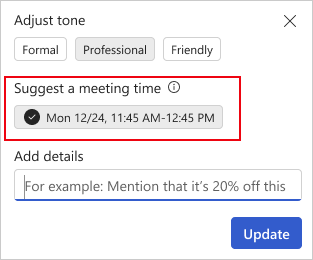 Adjust tone
Formal Professional Friendly
Suggest a meeting time
Mon 12/24, 11:45 AM-12:45 PM
Add details
For example: Mention that it's 20% off this
Update